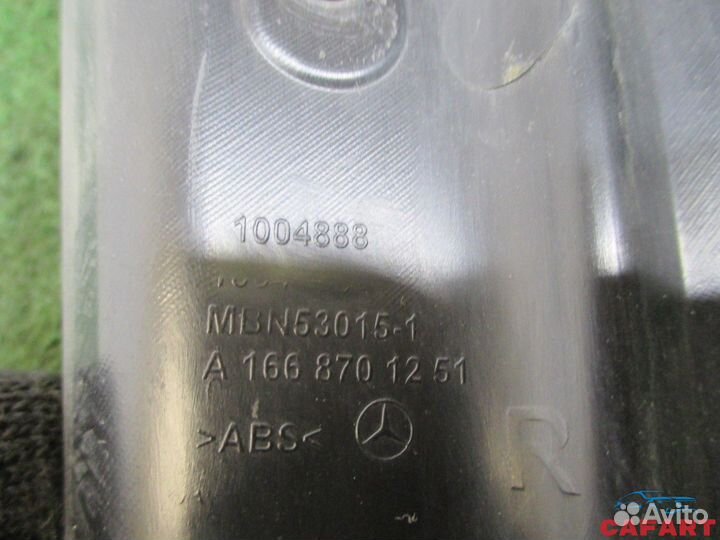 1004888
MBN53015-1
A 166 870 12 51
>ABS<
R
Avito
CAFART